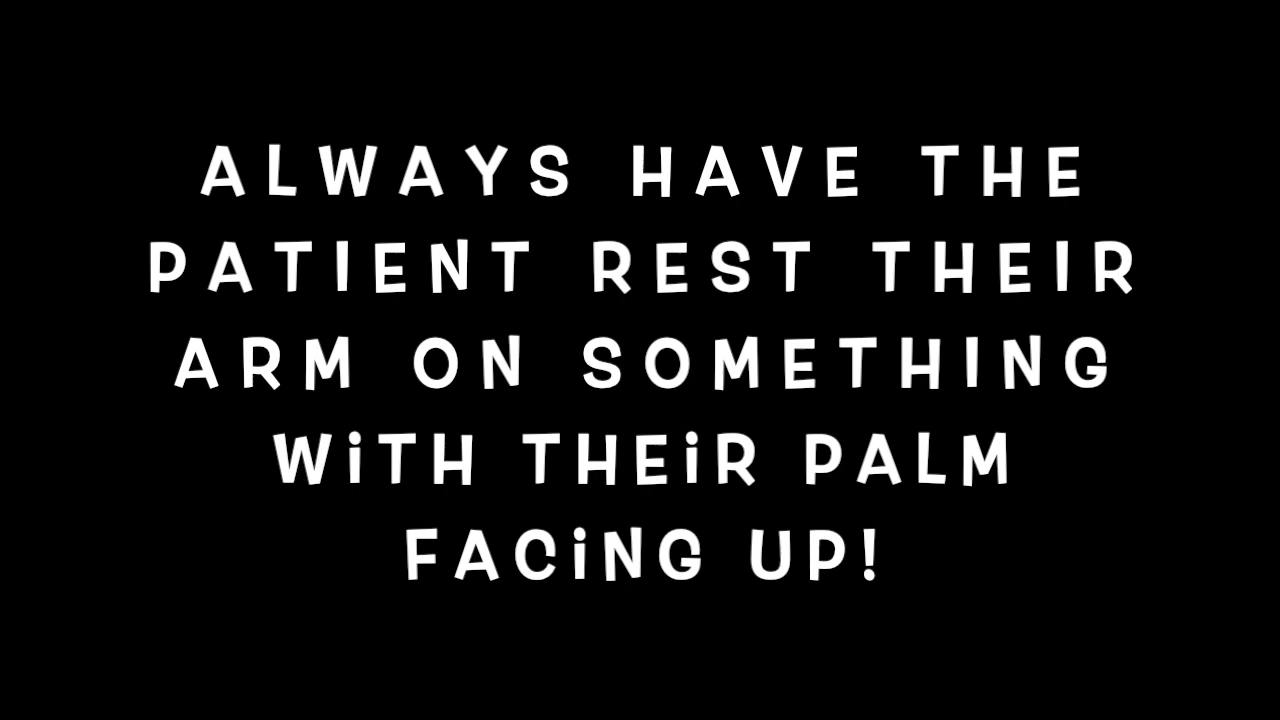 ALWAYS HAVE THE
PATIENT REST THEIR
ARM ON SOMETHING
WiTH THEiR PALM
FACiNG UP!